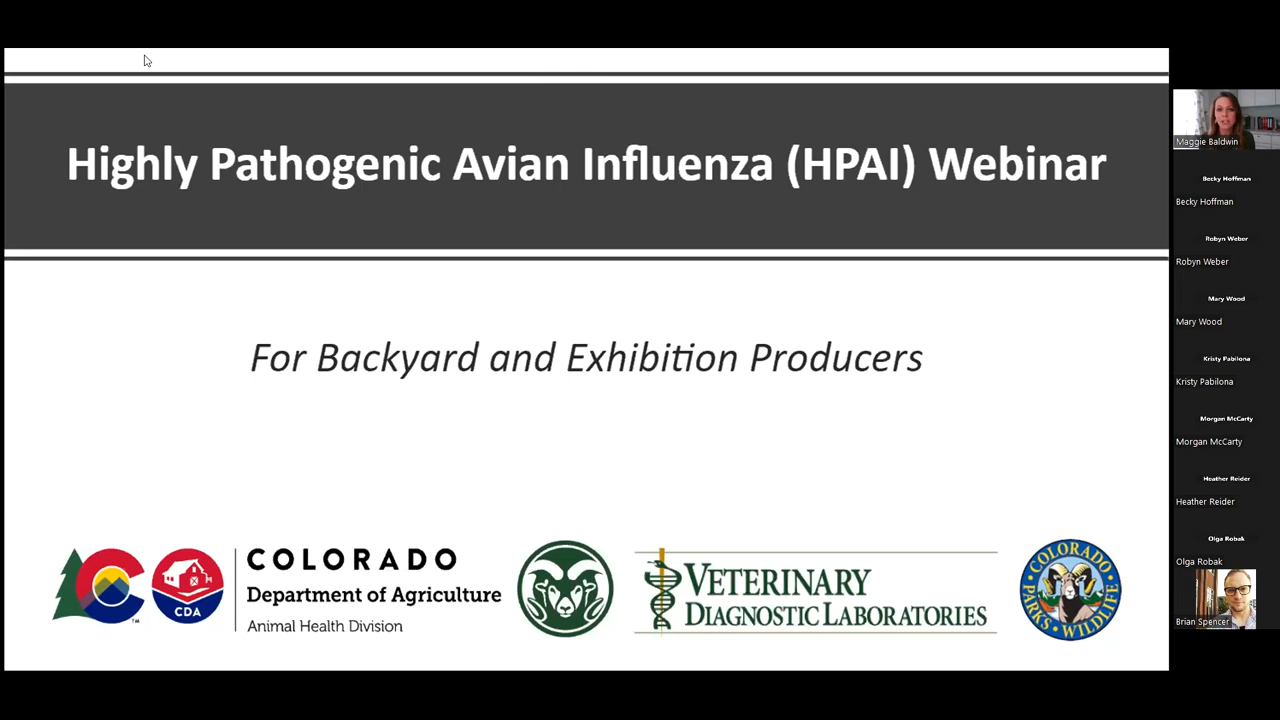 Highly Pathogenic Avian Influenza (HPAI) Webinar
For Backyard and Exhibition Producers
CDA
TM
COLORADO
Department of Agriculture
Animal Health Division
VETERINARY
DIAGNOSTIC LABORATORIES
COLORADO
PARKS & WILDLIFE
Maggie Baldwin
Becky Hoffman
Becky Hoffman
Robyn Weber
Robyn Weber
Mary Wood
Mary Wood
Kristy Pabilona
Kristy Pabilona
Morgan McCarty
Morgan McCarty
Heather Reider
Heather Reider
Olga Robak
Olga Robak
Brian Spencer